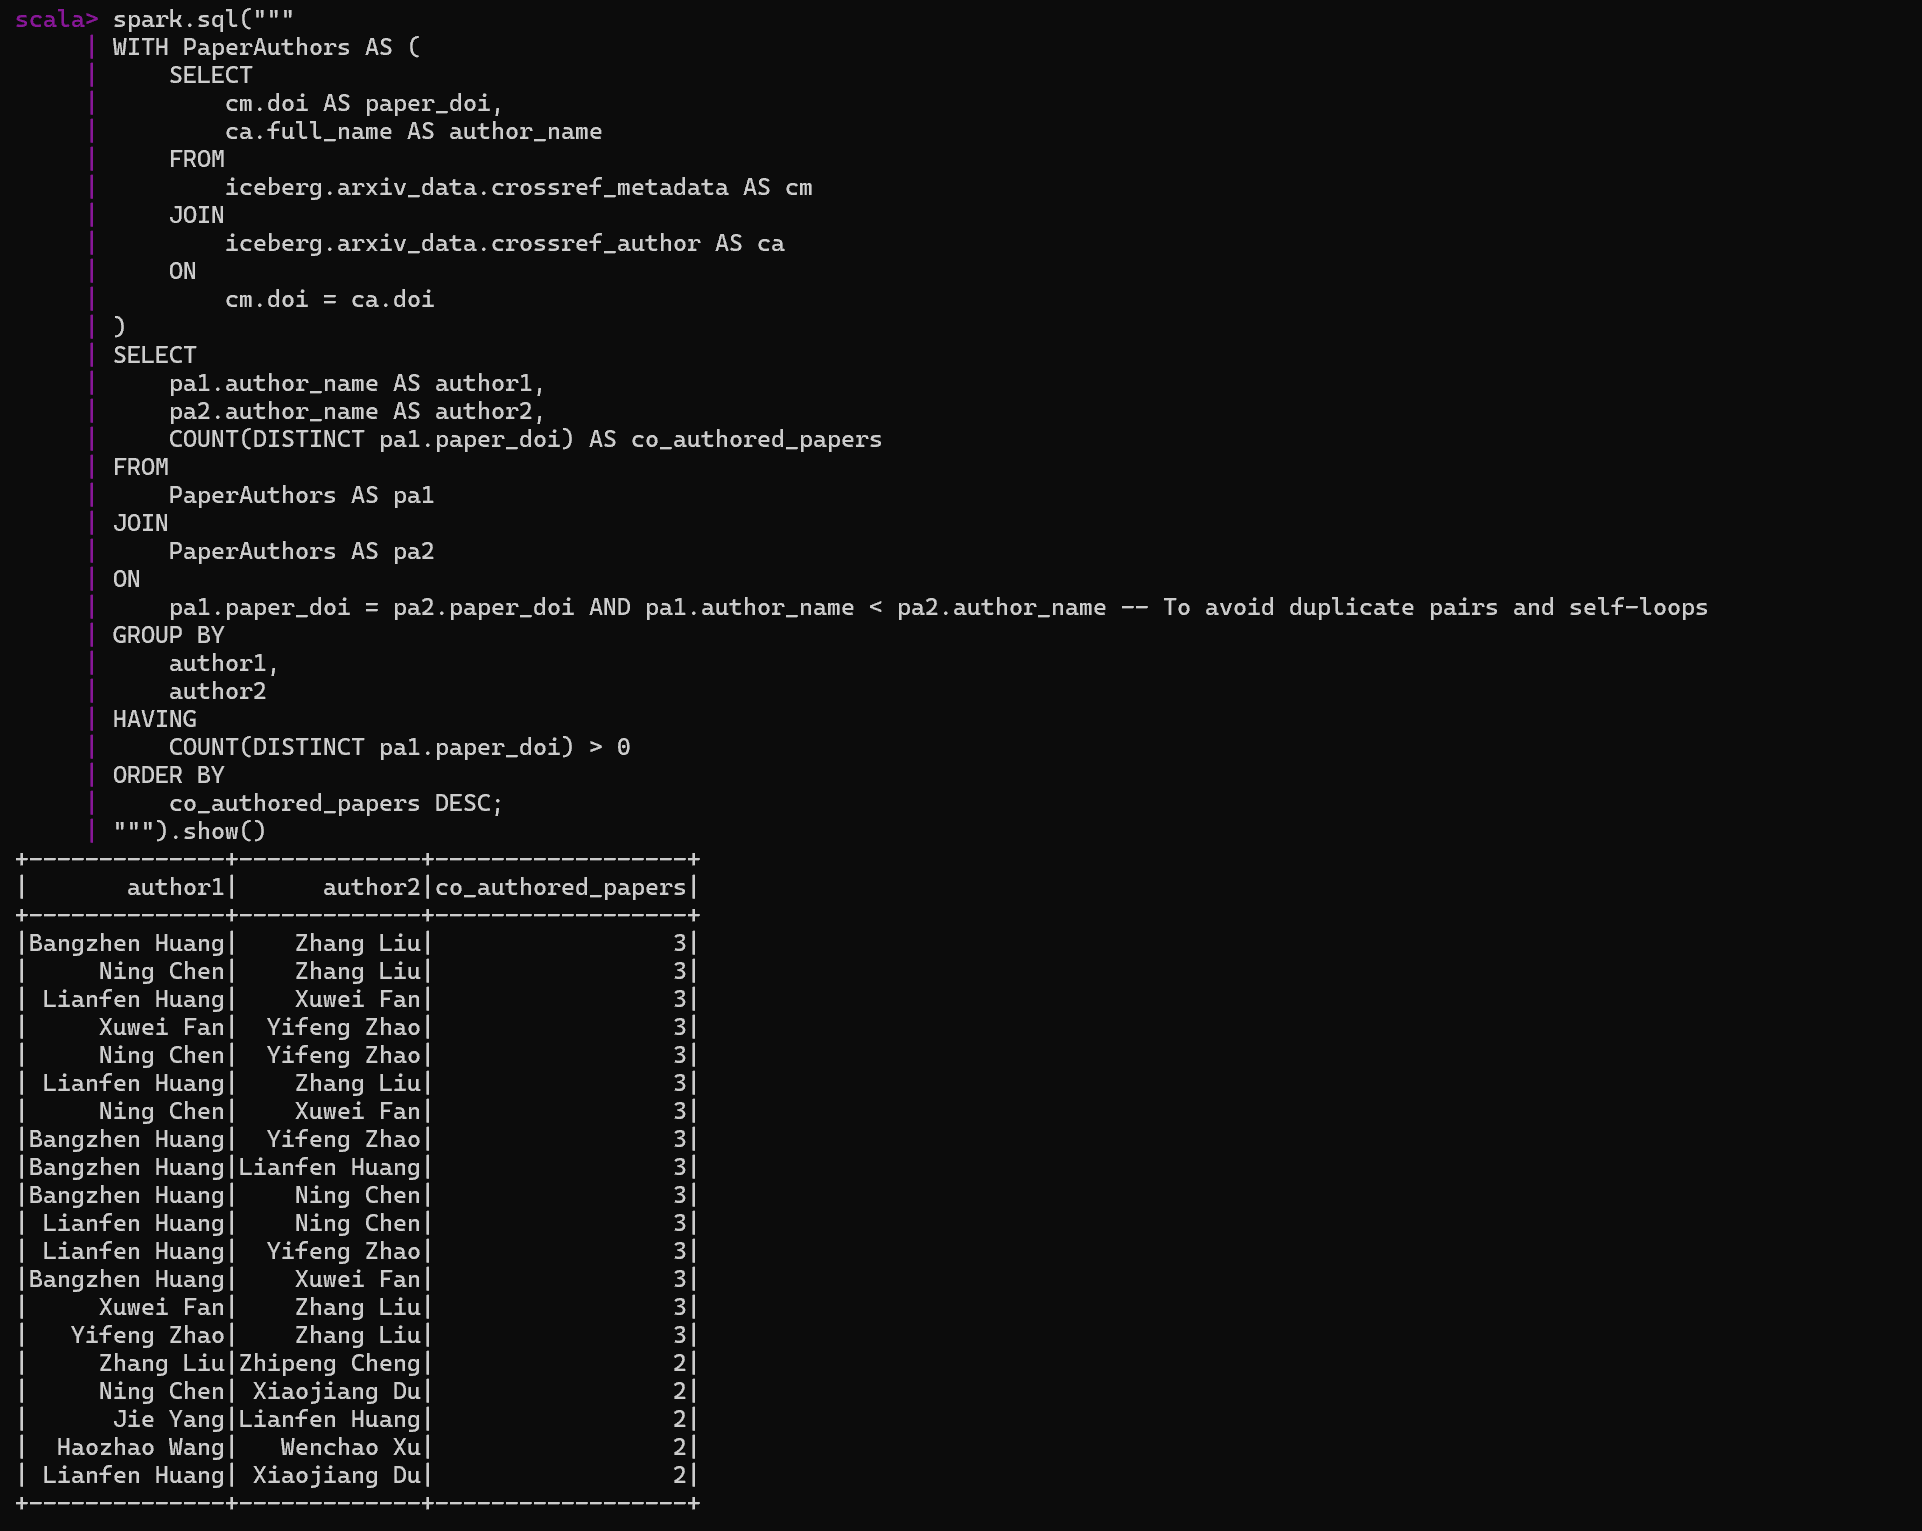 scala> spark.sql("""
     | WITH PaperAuthors AS (
     |     SELECT
     |         cm.doi AS paper_doi,
     |         ca.full_name AS author_name
     |     FROM
     |         iceberg.arxiv_data.crossref_metadata AS cm
     |     JOIN
     |         iceberg.arxiv_data.crossref_author AS ca
     |     ON
     |         cm.doi = ca.doi
     | )
     | SELECT
     |     pa1.author_name AS author1,
     |     pa2.author_name AS author2,
     |     COUNT(DISTINCT pa1.paper_doi) AS co_authored_papers
     | FROM
     |     PaperAuthors AS pa1
     | JOIN
     |     PaperAuthors AS pa2
     | ON
     |     pa1.paper_doi = pa2.paper_doi AND pa1.author_name < pa2.author_name -- To avoid duplicate pairs and self-loops
     | GROUP BY
     |     author1,
     |     author2
     | HAVING
     |     COUNT(DISTINCT pa1.paper_doi) > 0
     | ORDER BY
     |     co_authored_papers DESC;
     | """).show()
+--------------+-------------+------------------+
|       author1|      author2|co_authored_papers|
+--------------+-------------+------------------+
|Bangzhen Huang|    Zhang Liu|                 3|
|     Ning Chen|    Zhang Liu|                 3|
| Lianfen Huang|    Xuwei Fan|                 3|
|     Xuwei Fan|  Yifeng Zhao|                 3|
|     Ning Chen|  Yifeng Zhao|                 3|
| Lianfen Huang|    Zhang Liu|                 3|
|     Ning Chen|    Xuwei Fan|                 3|
|Bangzhen Huang|  Yifeng Zhao|                 3|
|Bangzhen Huang|Lianfen Huang|                 3|
|Bangzhen Huang|    Ning Chen|                 3|
| Lianfen Huang|    Ning Chen|                 3|
| Lianfen Huang|  Yifeng Zhao|                 3|
|Bangzhen Huang|    Xuwei Fan|                 3|
|     Xuwei Fan|    Zhang Liu|                 3|
|   Yifeng Zhao|    Zhang Liu|                 3|
|     Zhang Liu|Zhipeng Cheng|                 2|
|     Ning Chen| Xiaojiang Du|                 2|
|      Jie Yang|Lianfen Huang|                 2|
|  Haozhao Wang|   Wenchao Xu|                 2|
| Lianfen Huang| Xiaojiang Du|                 2|
+--------------+-------------+------------------+